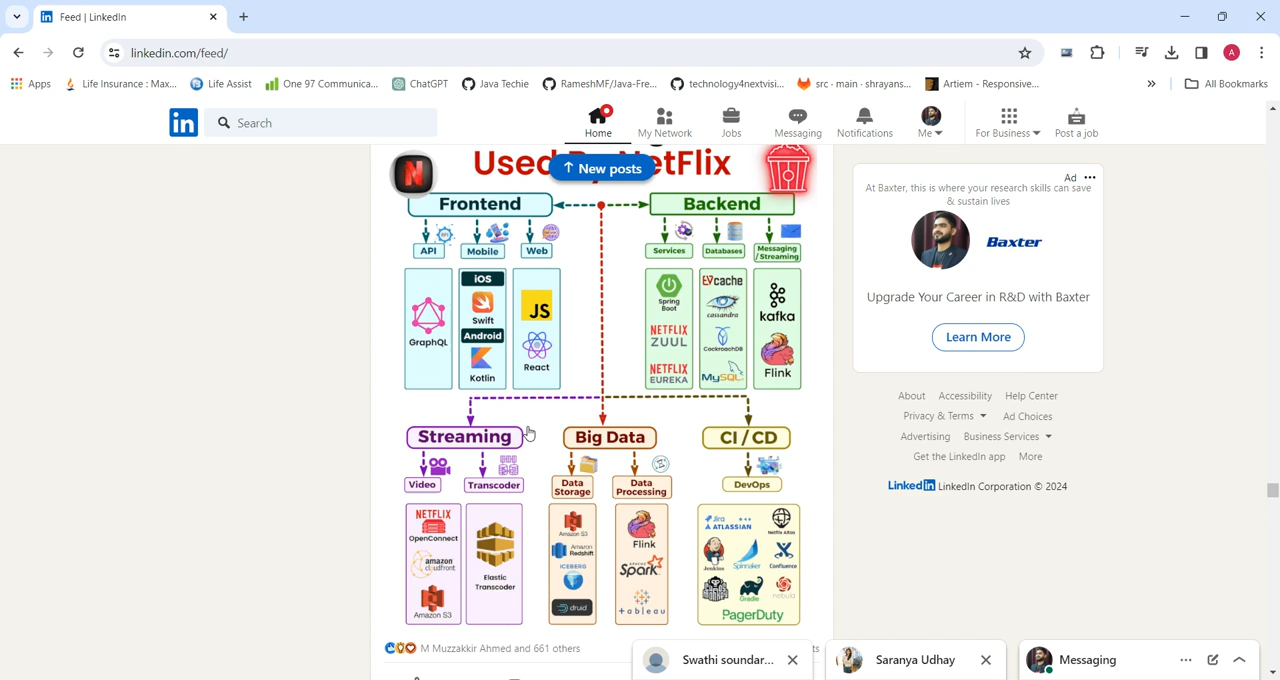 Feed | LinkedIn
linkedin.com/feed/
A
Apps
Life Insurance : Max...
Life Assist
One 97 Communica...
ChatGPT
Java Techie
RameshMF/Java-Fre...
technology4nextvisi...
src · main · shrayans...
Artiem - Responsive...
»
All Bookmarks
in
Search
Home
My Network
Jobs
Messaging
Notifications
Me
For Business
Post a job
Used By NetFlix
↑ New posts
N
Frontend
Backend
API
Mobile
Web
Services
Databases
Messaging
/Streaming
GraphQL
iOS
Swift
Android
Kotlin
JS
React
Spring
Boot
NETFLIX
ZUUL
NETFLIX
EUREKA
EVcache
cassandra
CockroachDB
MySQL
kafka
Flink
Streaming
Big Data
CI/CD
Video
Transcoder
Data
Storage
Data
Processing
DevOps
NETFLIX
OpenConnect
amazon
cloudfront
Amazon S3
Elastic
Transcoder
Amazon S3
Amazon
Redshift
ICEBERG
druid
Flink
APACHE
Spark
+ableau
Jira
ATLASSIAN
Netflix Atlas
Jenkins
Spinnaker
Confluence
Gradle
nebula
PagerDuty
M Muzzakkir Ahmed and 661 others
Ad
At Baxter, this is where your research skills can save
& sustain lives
Baxter
Upgrade Your Career in R&D with Baxter
Learn More
About
Accessibility
Help Center
Privacy & Terms
Ad Choices
Advertising
Business Services
Get the LinkedIn app
More
LinkedIn LinkedIn Corporation © 2024
Swathi soundar...
Saranya Udhay
Messaging